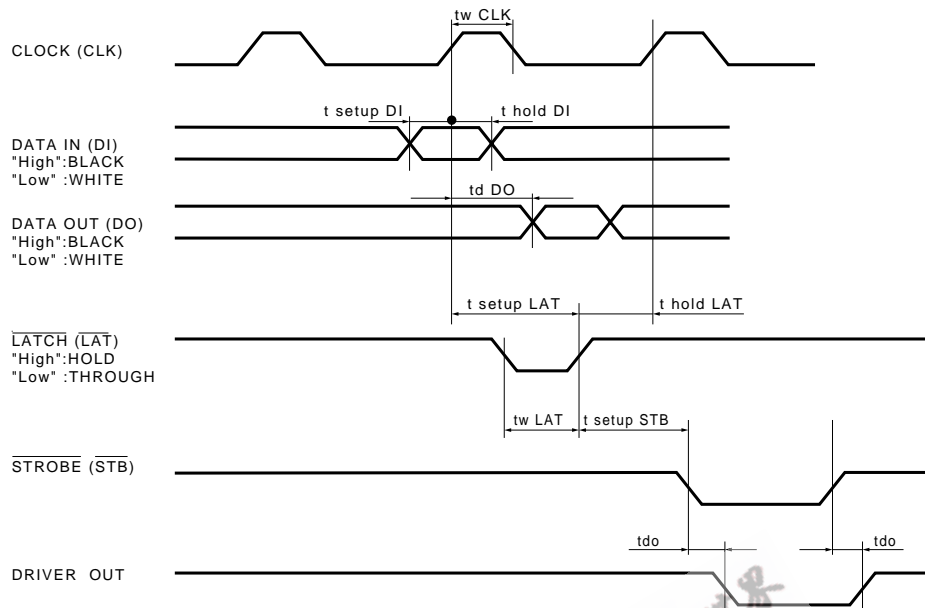 tw CLK
CLOCK (CLK)
t setup DI
t hold DI
DATA IN (DI)
"High":BLACK
"Low" :WHITE
td DO
DATA OUT (DO)
"High":BLACK
"Low" :WHITE
t setup LAT
t hold LAT
LATCH (LAT)
"High":HOLD
"Low" :THROUGH
tw LAT
t setup STB
STROBE (STB)
tdo
tdo
DRIVER OUT